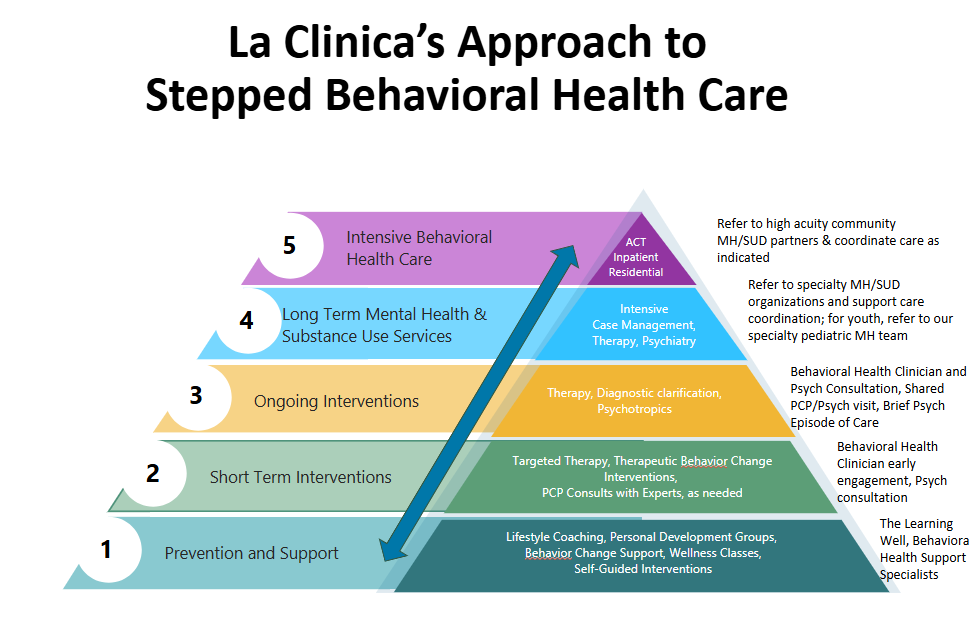 La Clinica’s Approach to
Stepped Behavioral Health Care
5
Intensive Behavioral
Health Care
ACT
Inpatient
Residential
Refer to high acuity community
MH/SUD partners & coordinate care as
indicated
4
Long Term Mental Health &
Substance Use Services
Intensive
Case Management,
Therapy, Psychiatry
Refer to specialty MH/SUD
organizations and support care
coordination; for youth, refer to our
specialty pediatric MH team
3
Ongoing Interventions
Therapy, Diagnostic clarification,
Psychotropics
Behavioral Health Clinician and
Psych Consultation, Shared
PCP/Psych visit, Brief Psych
Episode of Care
2
Short Term Interventions
Targeted Therapy, Therapeutic Behavior Change
Interventions,
PCP Consults with Experts, as needed
Behavioral Health
Clinician early
engagement, Psych
consultation
1
Prevention and Support
Lifestyle Coaching, Personal Development Groups,
Behavior Change Support, Wellness Classes,
Self-Guided Interventions
The Learning
Well, Behaviora
Health Support
Specialists